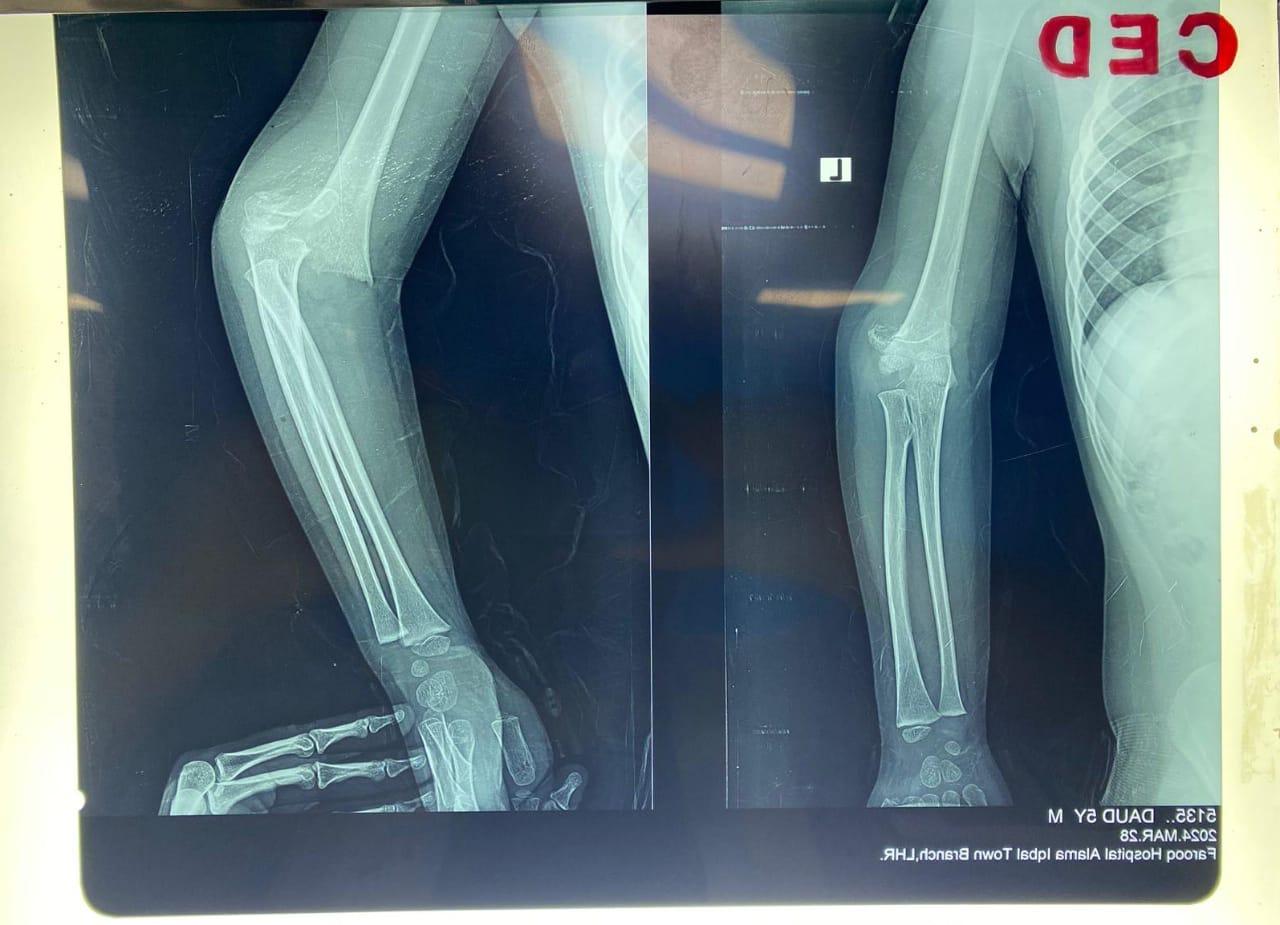 CED
L
5135.. DAUD 5Y M
2024.MAR.28
Farooq Hospital Alama Iqbal Town Branch,LHR.